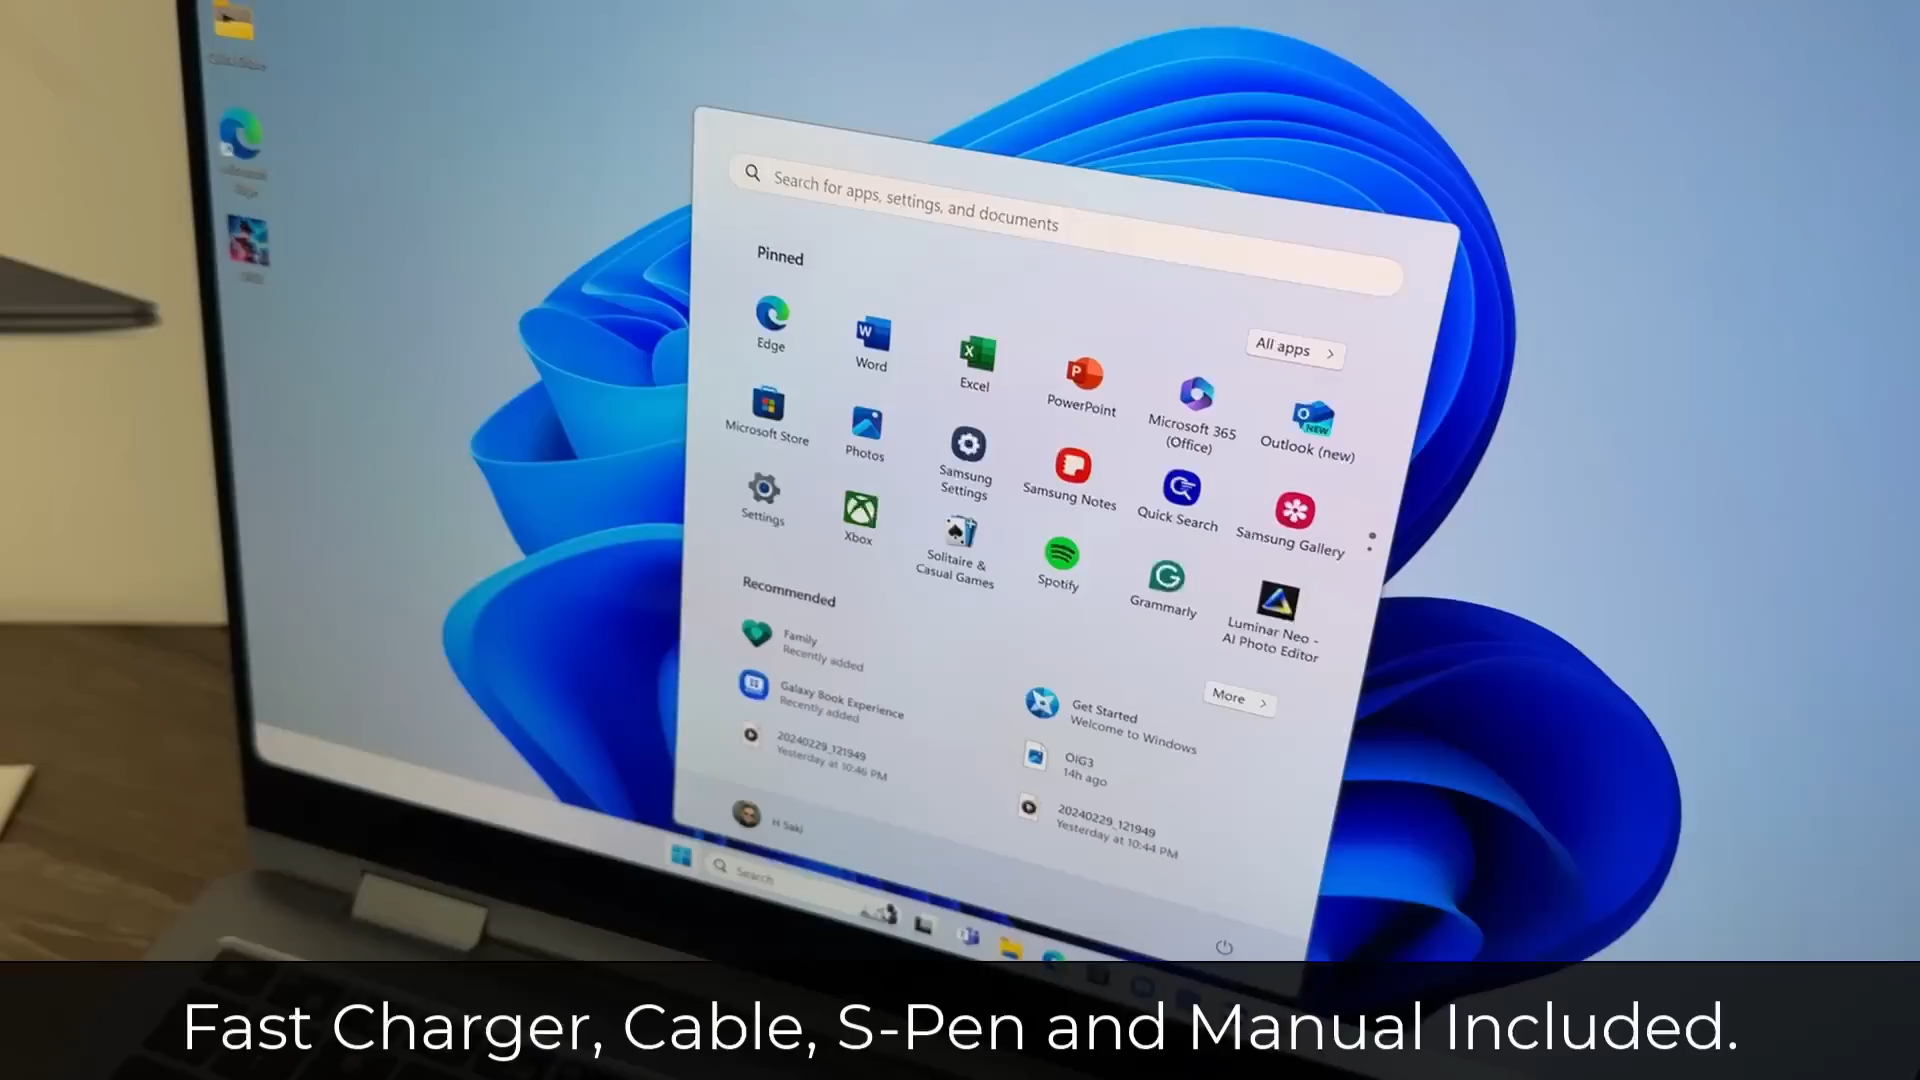 Search for apps, settings, and documents
Pinned
All apps
Edge
Word
Excel
PowerPoint
Microsoft 365
(Office)
Outlook (new)
Microsoft Store
Photos
Samsung
Settings
Samsung Notes
Quick Search
Samsung Gallery
Settings
Xbox
Solitaire &
Casual Games
Spotify
Grammarly
Luminar Neo -
AI Photo Editor
Recommended
More
Family
Recently added
Get Started
Welcome to Windows
Galaxy Book Experience
Recently added
OIG3
14h ago
20240229_121949
Yesterday at 10:46 PM
20240229_121949
Yesterday at 10:44 PM
H Saki
Search
Fast Charger, Cable, S-Pen and Manual Included.